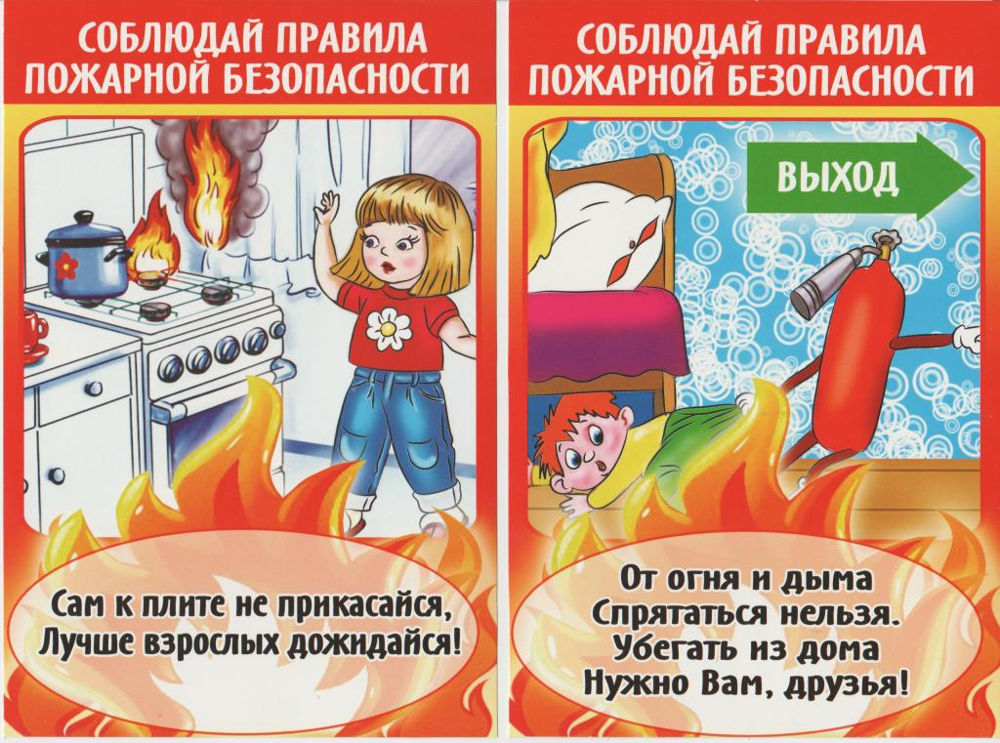 СОБЛЮДАЙ ПРАВИЛА
ПОЖАРНОЙ БЕЗОПАСНОСТИ
Сам к плите не прикасайся,
Лучше взрослых дожидайся!
СОБЛЮДАЙ ПРАВИЛА
ПОЖАРНОЙ БЕЗОПАСНОСТИ
ВЫХОД
От огня и дыма
Спрятаться нельзя.
Убегать из дома
Нужно Вам, друзья!